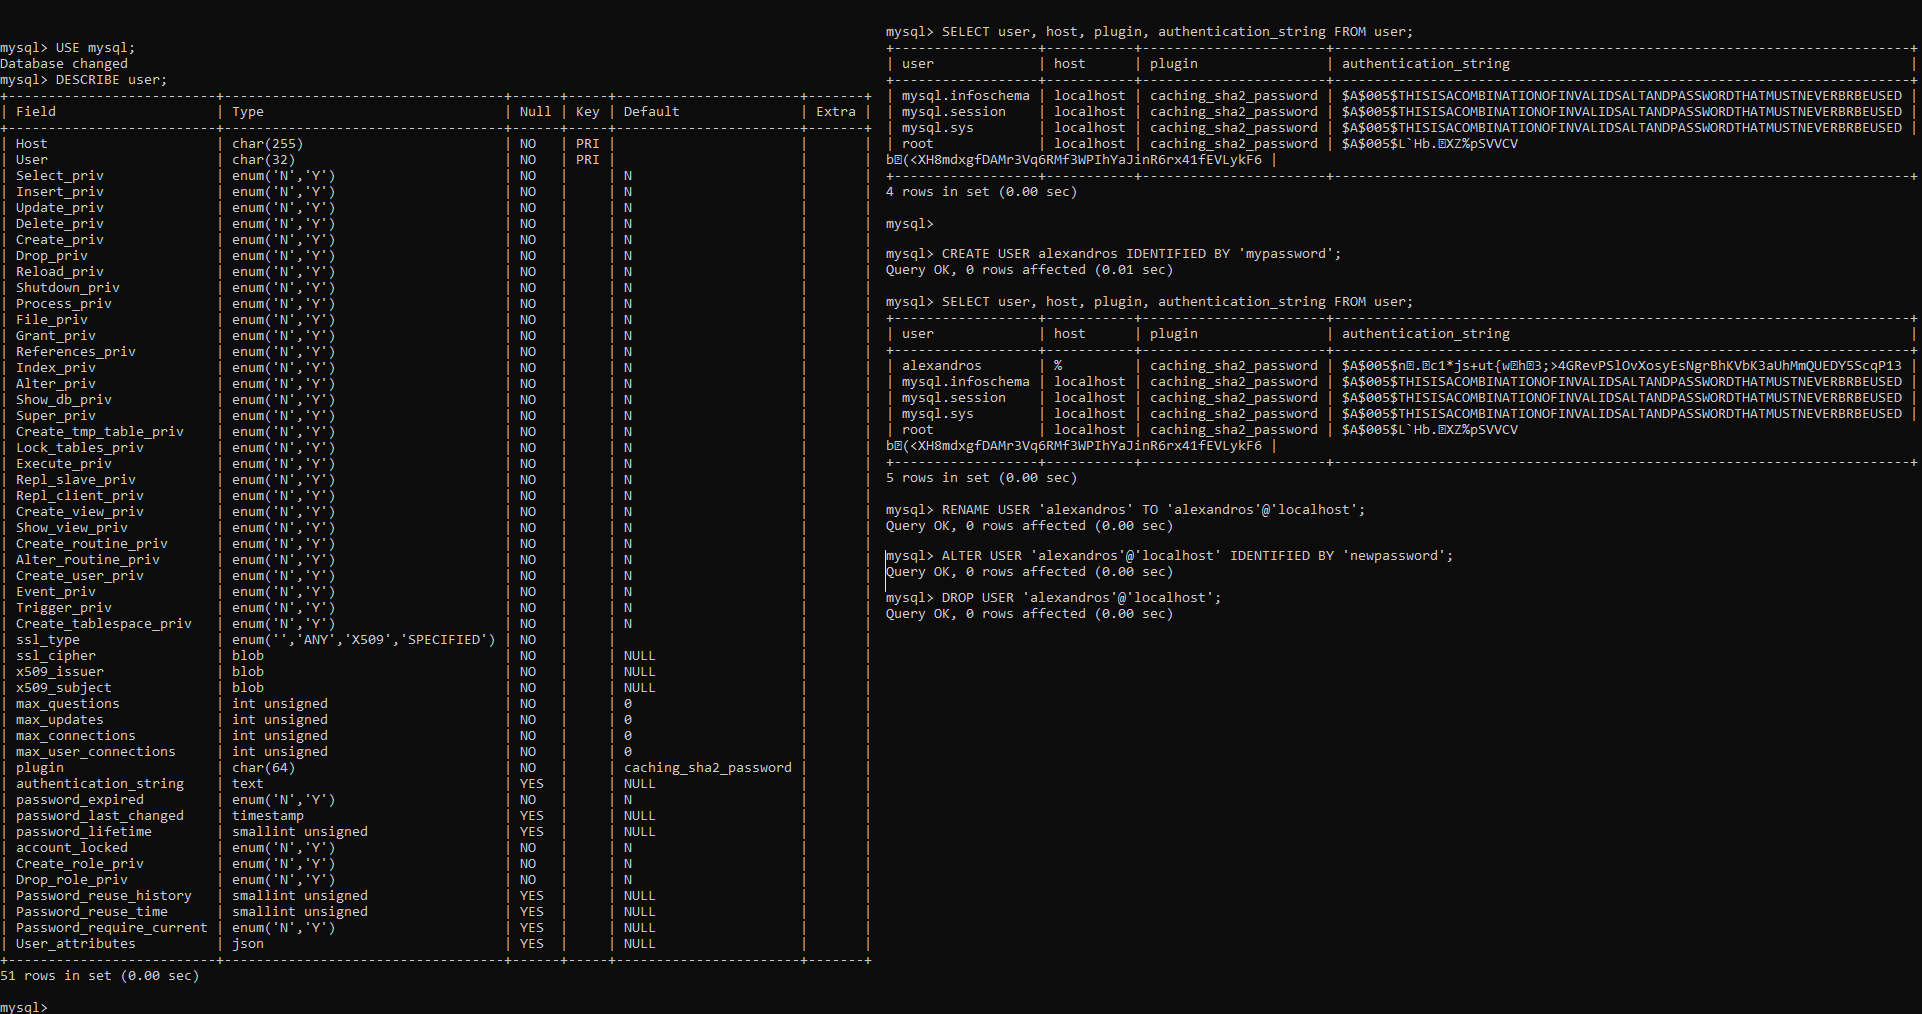 mysql> USE mysql;
Database changed
mysql> DESCRIBE user;
+--------------------------+----------------------------------+------+-----+-----------------------+-------+
| Field                    | Type                             | Null | Key | Default               | Extra |
+--------------------------+----------------------------------+------+-----+-----------------------+-------+
| Host                     | char(255)                        | NO   | PRI |                       |       |
| User                     | char(32)                         | NO   | PRI |                       |       |
| Select_priv              | enum('N','Y')                    | NO   |     | N                     |       |
| Insert_priv              | enum('N','Y')                    | NO   |     | N                     |       |
| Update_priv              | enum('N','Y')                    | NO   |     | N                     |       |
| Delete_priv              | enum('N','Y')                    | NO   |     | N                     |       |
| Create_priv              | enum('N','Y')                    | NO   |     | N                     |       |
| Drop_priv                | enum('N','Y')                    | NO   |     | N                     |       |
| Reload_priv              | enum('N','Y')                    | NO   |     | N                     |       |
| Shutdown_priv            | enum('N','Y')                    | NO   |     | N                     |       |
| Process_priv             | enum('N','Y')                    | NO   |     | N                     |       |
| File_priv                | enum('N','Y')                    | NO   |     | N                     |       |
| Grant_priv               | enum('N','Y')                    | NO   |     | N                     |       |
| References_priv          | enum('N','Y')                    | NO   |     | N                     |       |
| Index_priv               | enum('N','Y')                    | NO   |     | N                     |       |
| Alter_priv               | enum('N','Y')                    | NO   |     | N                     |       |
| Show_db_priv             | enum('N','Y')                    | NO   |     | N                     |       |
| Super_priv               | enum('N','Y')                    | NO   |     | N                     |       |
| Create_tmp_table_priv    | enum('N','Y')                    | NO   |     | N                     |       |
| Lock_tables_priv         | enum('N','Y')                    | NO   |     | N                     |       |
| Execute_priv             | enum('N','Y')                    | NO   |     | N                     |       |
| Repl_slave_priv          | enum('N','Y')                    | NO   |     | N                     |       |
| Repl_client_priv         | enum('N','Y')                    | NO   |     | N                     |       |
| Create_view_priv         | enum('N','Y')                    | NO   |     | N                     |       |
| Show_view_priv           | enum('N','Y')                    | NO   |     | N                     |       |
| Create_routine_priv      | enum('N','Y')                    | NO   |     | N                     |       |
| Alter_routine_priv       | enum('N','Y')                    | NO   |     | N                     |       |
| Create_user_priv         | enum('N','Y')                    | NO   |     | N                     |       |
| Event_priv               | enum('N','Y')                    | NO   |     | N                     |       |
| Trigger_priv             | enum('N','Y')                    | NO   |     | N                     |       |
| Create_tablespace_priv   | enum('N','Y')                    | NO   |     | N                     |       |
| ssl_type                 | enum('','ANY','X509','SPECIFIED') | NO   |     |                       |       |
| ssl_cipher               | blob                             | NO   |     | NULL                  |       |
| x509_issuer              | blob                             | NO   |     | NULL                  |       |
| x509_subject             | blob                             | NO   |     | NULL                  |       |
| max_questions            | int unsigned                     | NO   |     | 0                     |       |
| max_updates              | int unsigned                     | NO   |     | 0                     |       |
| max_connections          | int unsigned                     | NO   |     | 0                     |       |
| max_user_connections     | int unsigned                     | NO   |     | 0                     |       |
| plugin                   | char(64)                         | NO   |     | caching_sha2_password |       |
| authentication_string    | text                             | YES  |     | NULL                  |       |
| password_expired         | enum('N','Y')                    | NO   |     | N                     |       |
| password_last_changed    | timestamp                        | YES  |     | NULL                  |       |
| password_lifetime        | smallint unsigned                | YES  |     | NULL                  |       |
| account_locked           | enum('N','Y')                    | NO   |     | N                     |       |
| Create_role_priv         | enum('N','Y')                    | NO   |     | N                     |       |
| Drop_role_priv           | enum('N','Y')                    | NO   |     | N                     |       |
| Password_reuse_history   | smallint unsigned                | YES  |     | NULL                  |       |
| Password_reuse_time      | smallint unsigned                | YES  |     | NULL                  |       |
| Password_require_current | enum('N','Y')                    | YES  |     | NULL                  |       |
| User_attributes          | json                             | YES  |     | NULL                  |       |
+--------------------------+----------------------------------+------+-----+-----------------------+-------+
51 rows in set (0.00 sec)
mysql>
mysql> SELECT user, host, plugin, authentication_string FROM user;
+------------------+-----------+-----------------------+------------------------------------------------------------------------+
| user             | host      | plugin                | authentication_string                                                  |
+------------------+-----------+-----------------------+------------------------------------------------------------------------+
| mysql.infoschema | localhost | caching_sha2_password | $A$005$THISISACOMBINATIONOFINVALIDSALTANDPASSWORDTHATMUSTNEVERBRBEUSED |
| mysql.session    | localhost | caching_sha2_password | $A$005$THISISACOMBINATIONOFINVALIDSALTANDPASSWORDTHATMUSTNEVERBRBEUSED |
| mysql.sys        | localhost | caching_sha2_password | $A$005$THISISACOMBINATIONOFINVALIDSALTANDPASSWORDTHATMUSTNEVERBRBEUSED |
| root             | localhost | caching_sha2_password | $A$005$L`Hb.XZ%pSVVCV
b(<XH8mdxgfDAMr3Vq6RMf3WPIhYaJinR6rx41fEVLykF6 |
+------------------+-----------+-----------------------+------------------------------------------------------------------------+
4 rows in set (0.00 sec)
mysql>
mysql> CREATE USER alexandros IDENTIFIED BY 'mypassword';
Query OK, 0 rows affected (0.01 sec)
mysql> SELECT user, host, plugin, authentication_string FROM user;
+------------------+-----------+-----------------------+------------------------------------------------------------------------+
| user             | host      | plugin                | authentication_string                                                  |
+------------------+-----------+-----------------------+------------------------------------------------------------------------+
| alexandros       | %         | caching_sha2_password | $A$005$n.c1*js+ut{wh3;>4GRevPSlOvXosyEsNgrBhKVbK3aUhMmQUEDY5ScqP13 |
| mysql.infoschema | localhost | caching_sha2_password | $A$005$THISISACOMBINATIONOFINVALIDSALTANDPASSWORDTHATMUSTNEVERBRBEUSED |
| mysql.session    | localhost | caching_sha2_password | $A$005$THISISACOMBINATIONOFINVALIDSALTANDPASSWORDTHATMUSTNEVERBRBEUSED |
| mysql.sys        | localhost | caching_sha2_password | $A$005$THISISACOMBINATIONOFINVALIDSALTANDPASSWORDTHATMUSTNEVERBRBEUSED |
| root             | localhost | caching_sha2_password | $A$005$L`Hb.XZ%pSVVCV
b(<XH8mdxgfDAMr3Vq6RMf3WPIhYaJinR6rx41fEVLykF6 |
+------------------+-----------+-----------------------+------------------------------------------------------------------------+
5 rows in set (0.00 sec)
mysql> RENAME USER 'alexandros' TO 'alexandros'@'localhost';
Query OK, 0 rows affected (0.00 sec)
mysql> ALTER USER 'alexandros'@'localhost' IDENTIFIED BY 'newpassword';
Query OK, 0 rows affected (0.00 sec)
mysql> DROP USER 'alexandros'@'localhost';
Query OK, 0 rows affected (0.00 sec)